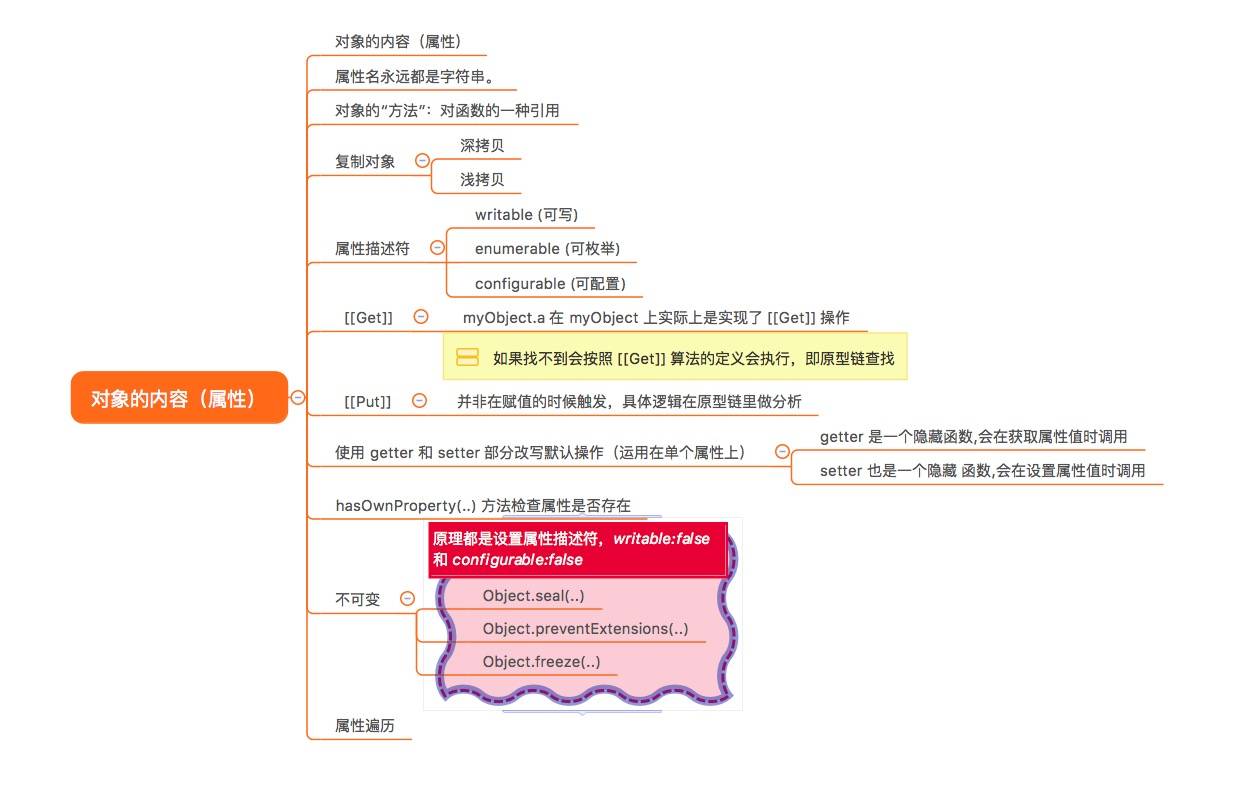 对象的内容（属性）
对象的内容（属性）
属性名永远都是字符串。
对象的“方法”：对函数的一种引用
复制对象
深拷贝
浅拷贝
属性描述符
writable (可写)
enumerable (可枚举)
configurable (可配置)
[[Get]]
myObject.a 在 myObject 上实际上是实现了 [[Get]] 操作
如果找不到会按照 [[Get]] 算法的定义会执行，即原型链查找
[[Put]]
并非在赋值的时候触发，具体逻辑在原型链里做分析
使用 getter 和 setter 部分改写默认操作（运用在单个属性上）
getter 是一个隐藏函数,会在获取属性值时调用
setter 也是一个隐藏 函数,会在设置属性值时调用
hasOwnProperty(..) 方法检查属性是否存在
不可变
原理都是设置属性描述符，writable:false
和 configurable:false
Object.seal(..)
Object.preventExtensions(..)
Object.freeze(..)
属性遍历